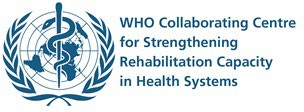 WHO Collaborating Centre
for Strengthening
Rehabilitation Capacity
in Health Systems